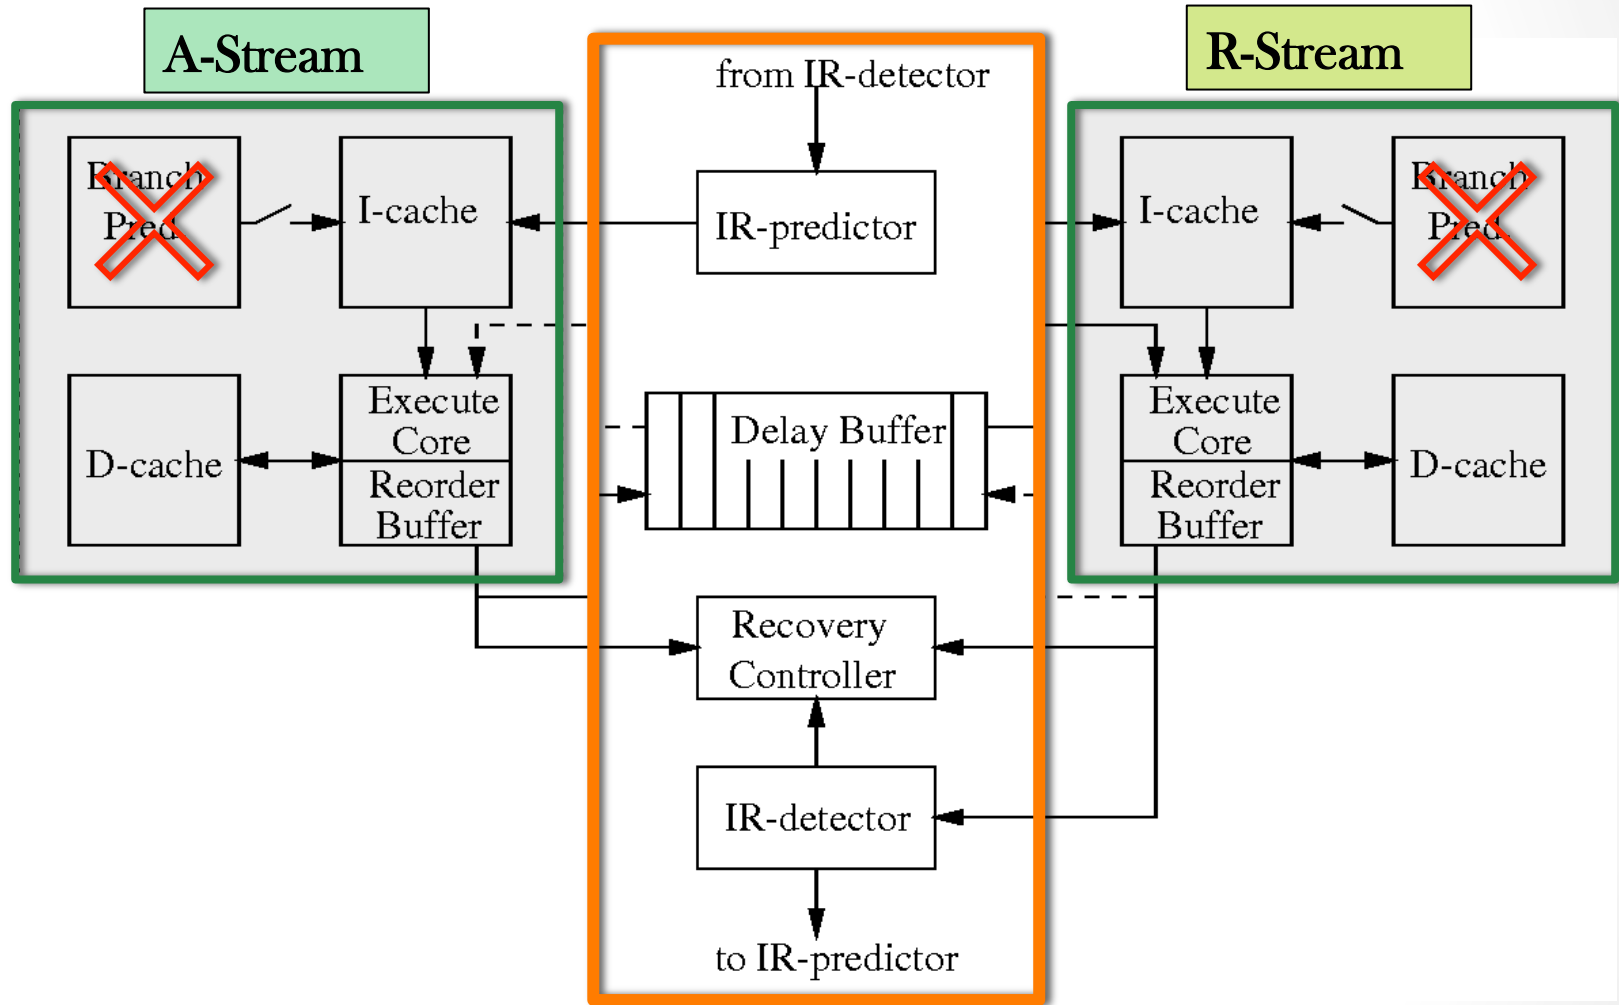 A-Stream
R-Stream
from IR-detector
Branch
Pred.
I-cache
IR-predictor
I-cache
Branch
Pred.
D-cache
Execute
Core
Reorder
Buffer
Delay Buffer
Execute
Core
Reorder
Buffer
D-cache
Recovery
Controller
IR-detector
to IR-predictor